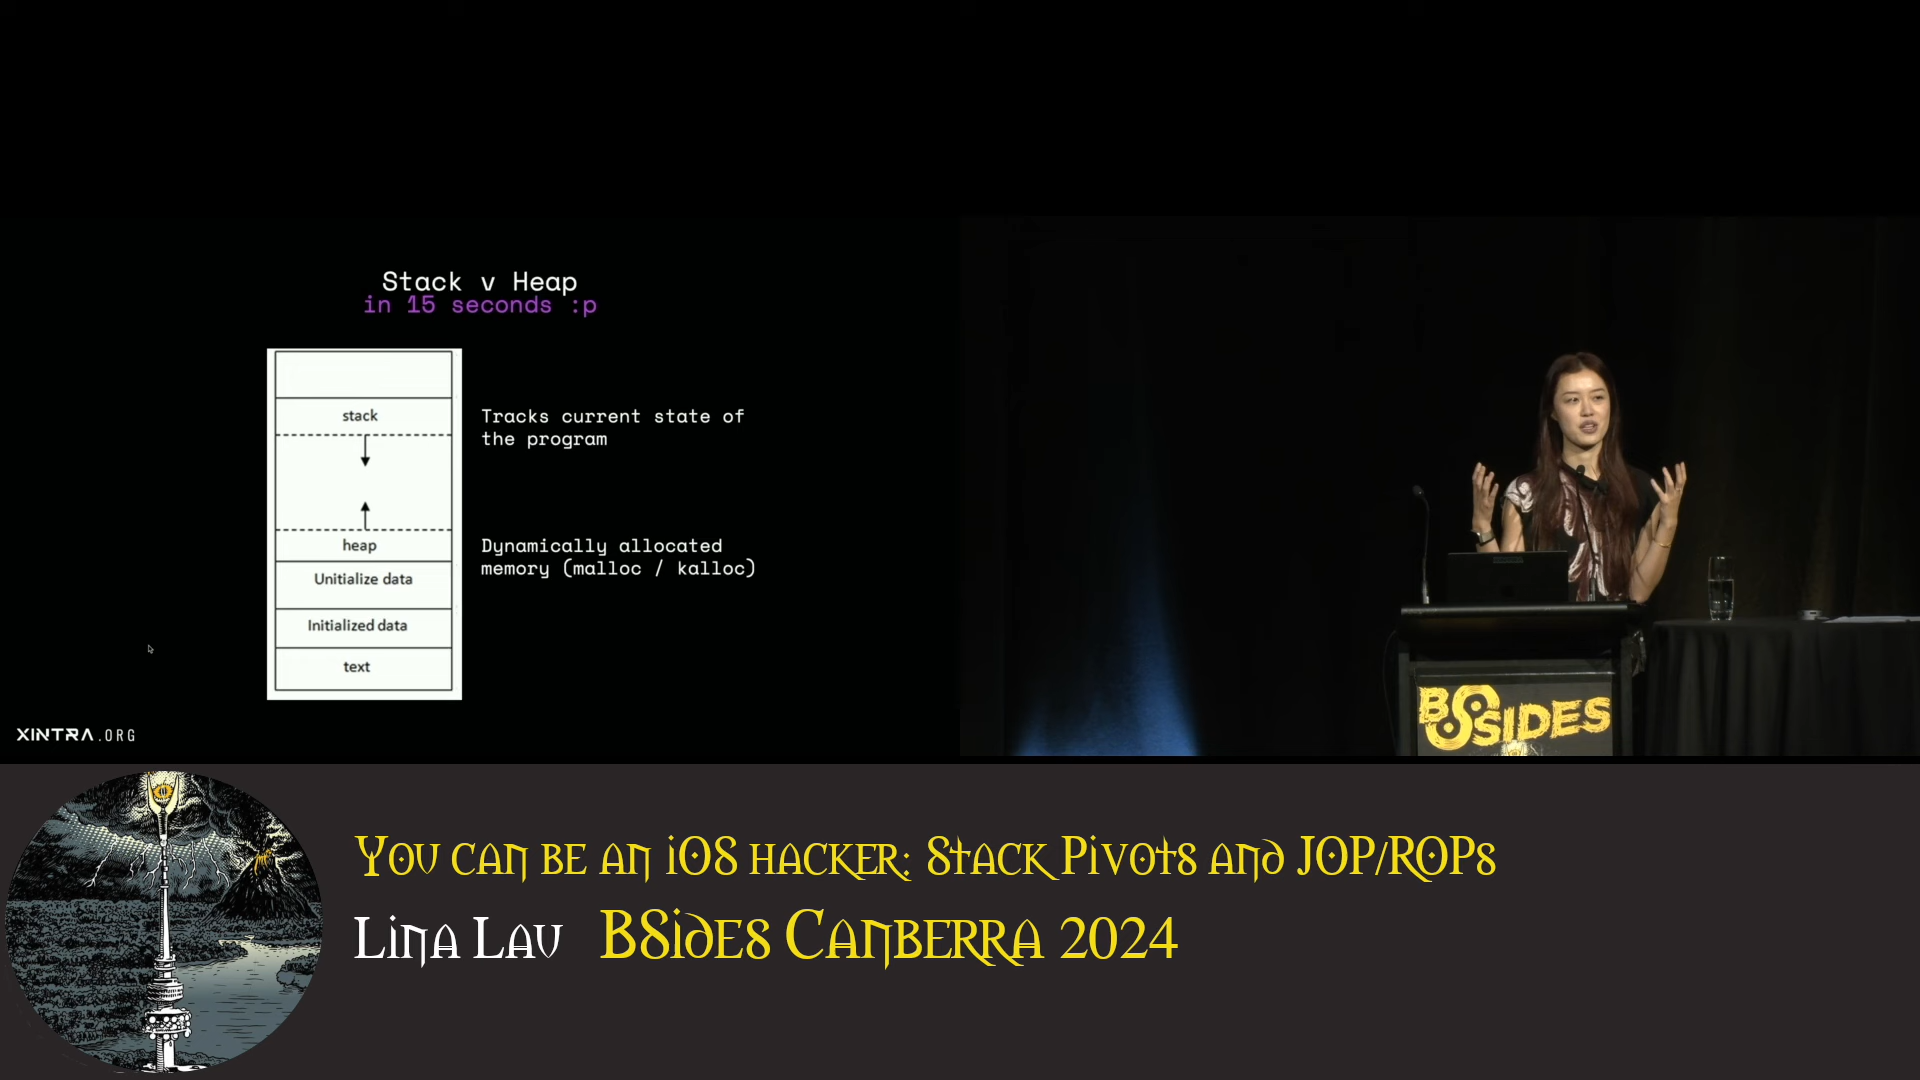 Stack v Heap
in 15 seconds :p
stack
Tracks current state of
the program
heap
Dynamically allocated
memory (malloc / kalloc)
Unitialize data
Initialized data
text
XINTRA.ORG
BSIDES
You can be an iOS hacker: Stack Pivots and JOP/ROPs
Lina Lau BSides Canberra 2024